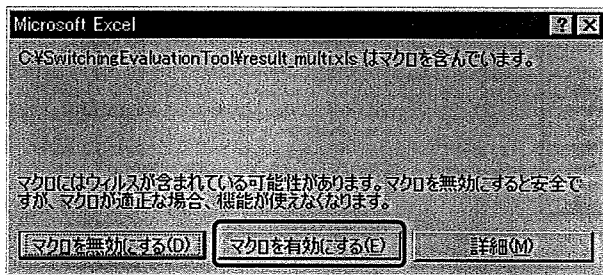 Microsoft Excel
C:¥SwitchingEvaluationTool¥result_multi.xls はマクロを含んでいます。
マクロにはウィルスが含まれている可能性があります。マクロを無効にすると安全で
すが、マクロが適正な場合、機能が使えなくなります。
マクロを無効にする(D) マクロを有効にする(E) 詳細(M)